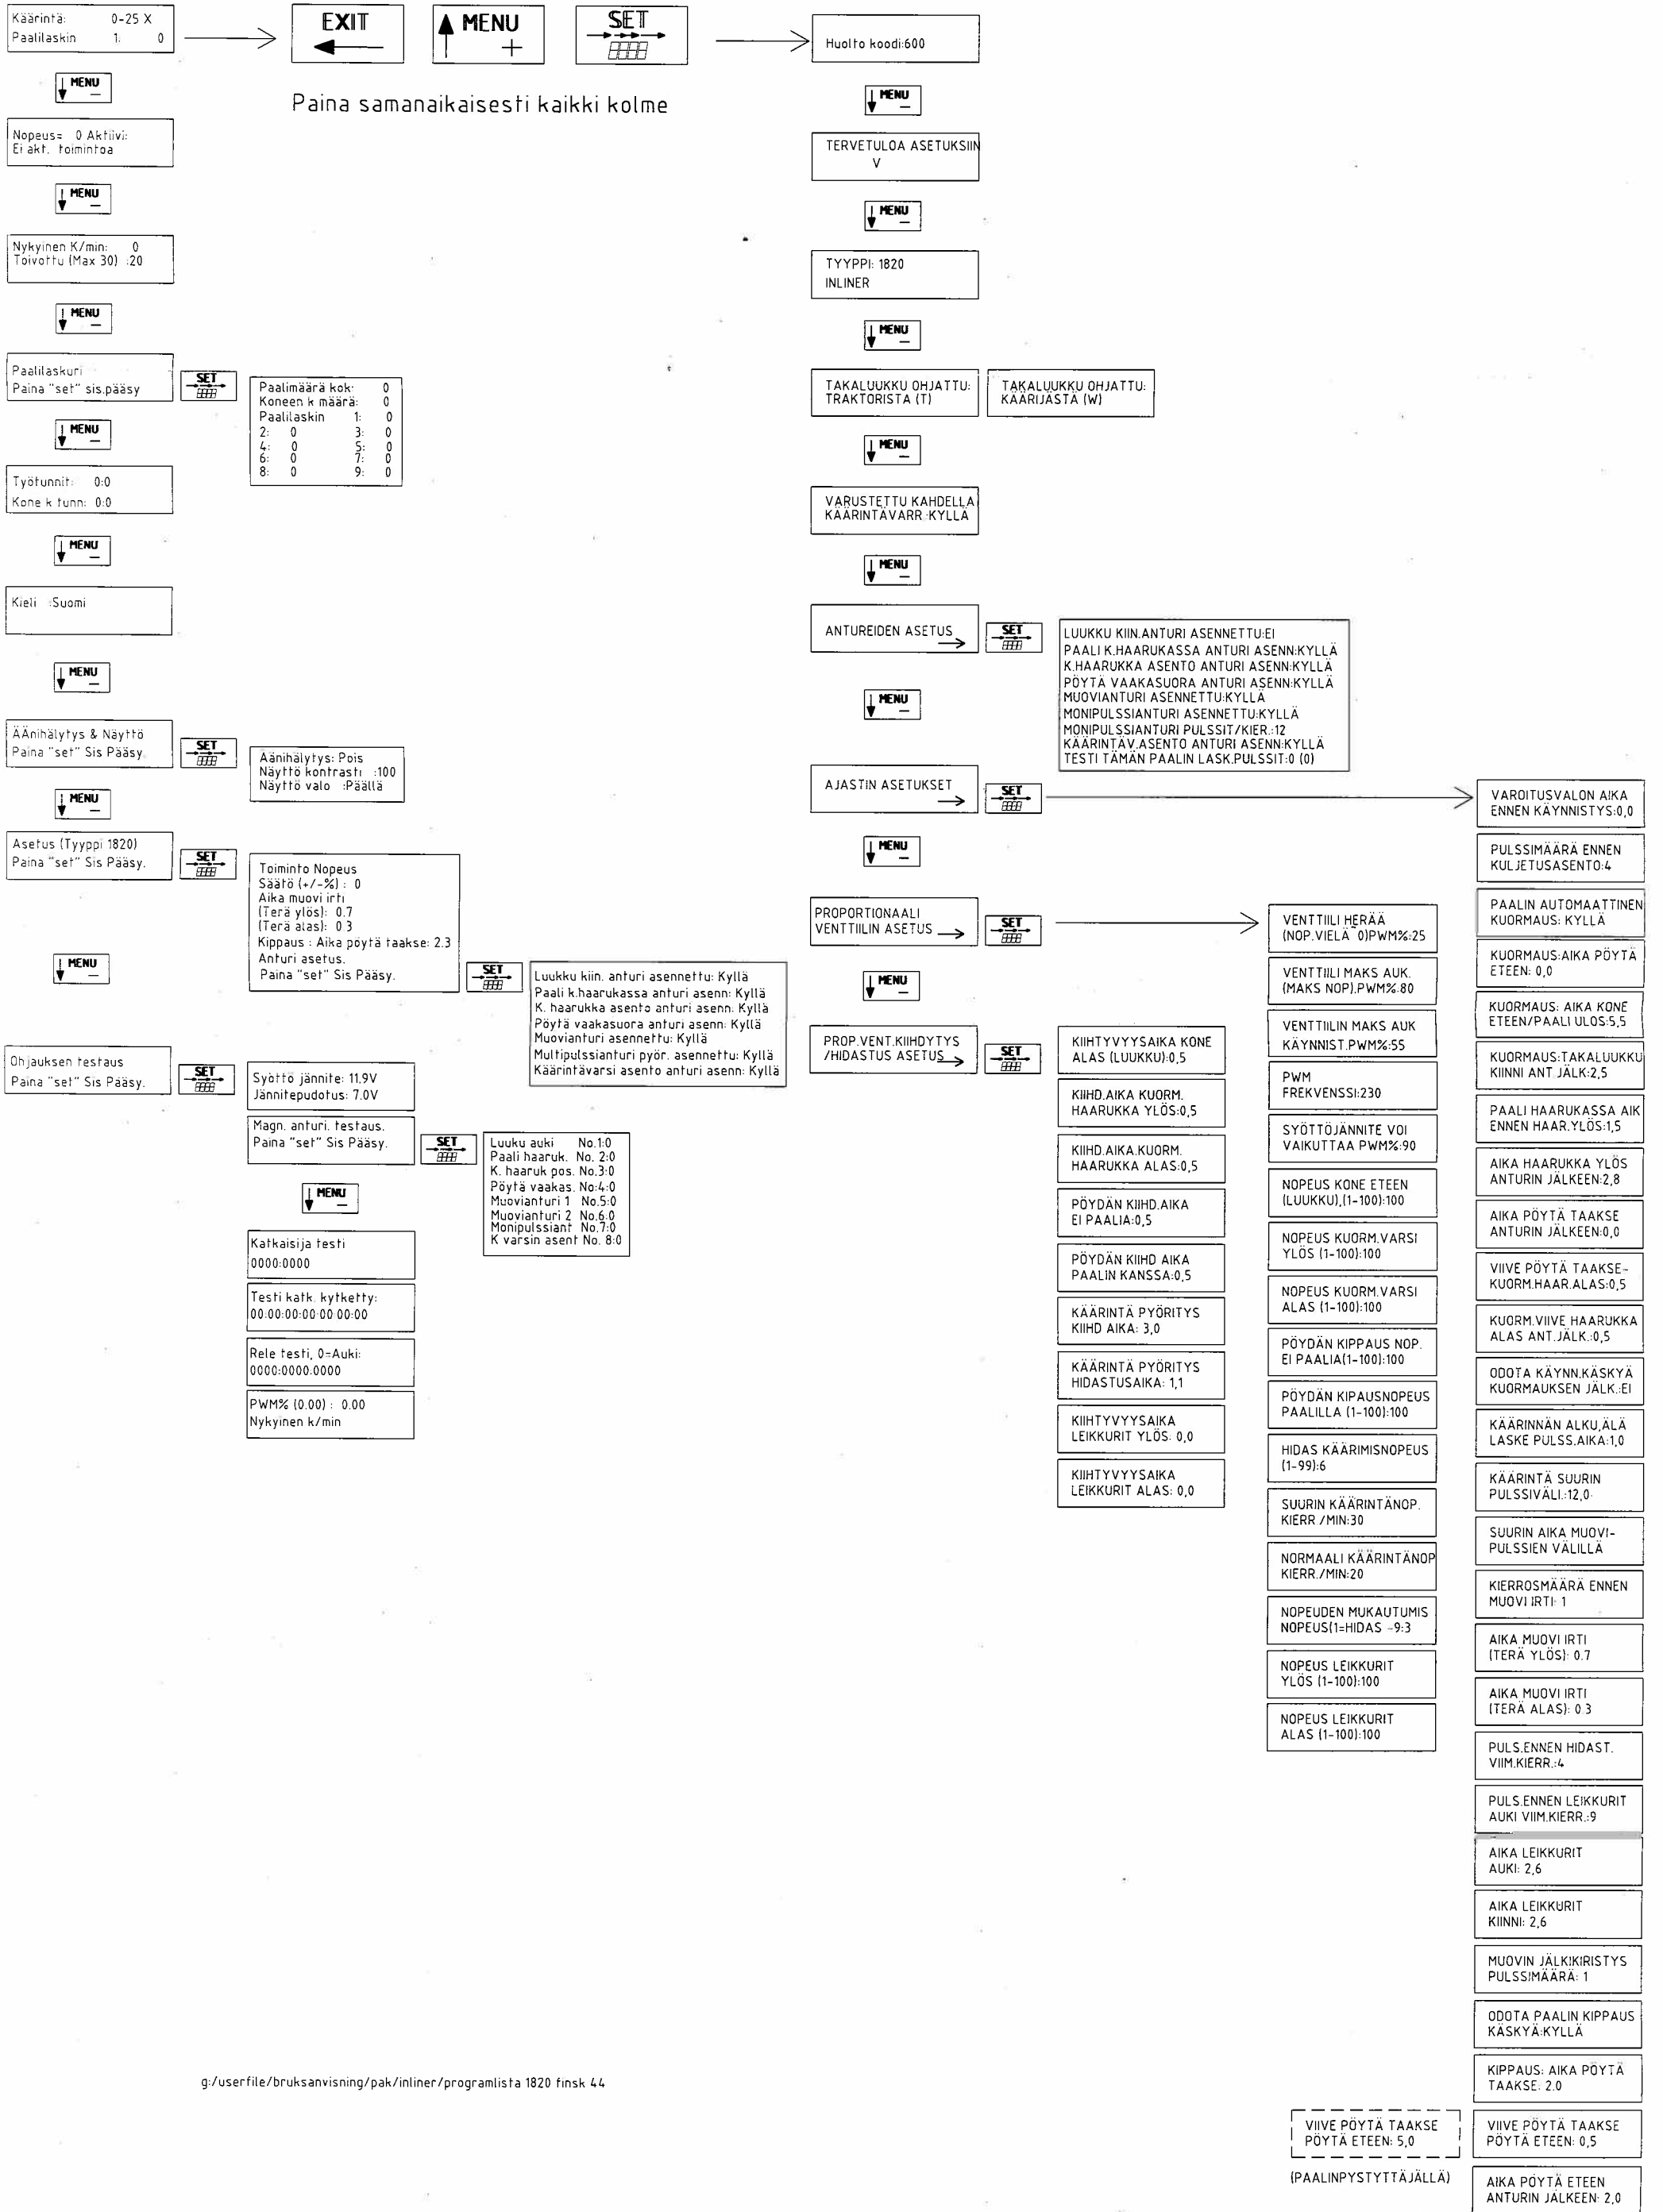 Käärintä: 0-25 X
Paalilaskin 1: 0
EXIT
MENU
+
SET
Huolto koodi:600
Paina samanaikaisesti kaikki kolme
MENU
–
Nopeus= 0 Aktiivi:
Ei akt. toimintoa
MENU
–
Nykyinen K/min: 0
Toivottu (Max 30) :20
MENU
–
Paalilaskuri
Paina "set" sis.pääsy
SET
Paalimäärä kok: 0
Koneen k määrä: 0
Paalilaskin 1: 0
2: 0 3: 0
4: 0 5: 0
6: 0 7: 0
8: 0 9: 0
MENU
–
Työtunnit: 0:0
Kone k tunn: 0:0
MENU
–
Kieli :Suomi
MENU
–
ÄÄnihälytys & Näyttö
Paina "set" Sis Pääsy.
SET
Äänihälytys: Pois
Näyttö kontrasti :100
Näyttö valo :Päällä
MENU
–
Asetus (Tyyppi 1820)
Paina "set" Sis Pääsy.
SET
Toiminto Nopeus
Säätö (+/-%) : 0
Aika muovi irti
(Terä ylös): 0.7
(Terä alas): 0.3
Kippaus : Aika pöytä taakse: 2.3
Anturi asetus.
Paina "set" Sis Pääsy.
SET
Luukku kiin. anturi asennettu: Kyllä
Paali k.haarukassa anturi asenn: Kyllä
K. haarukka asento anturi asenn: Kyllä
Pöytä vaakasuora anturi asenn: Kyllä
Muovianturi asennettu: Kyllä
Multipulssianturi pyör. asennettu: Kyllä
Käärintävarsi asento anturi asenn: Kyllä
MENU
–
Ohjauksen testaus
Paina "set" Sis Pääsy.
SET
Syöttö jännite: 11.9V
Jännitepudotus: 7.0V
Magn. anturi. testaus.
Paina "set" Sis Pääsy.
SET
Luuku auki No.1:0
Paali haaruk. No. 2:0
K. haaruk pos. No.3:0
Pöytä vaakas. No:4:0
Muovianturi 1 No.5:0
Muovianturi 2 No.6:0
Monipulssiant No.7:0
K varsin asent No. 8:0
MENU
–
Katkaisija testi
0000:0000
Testi katk. kytketty:
00:00:00:00:00:00:00
Rele testi, 0=Auki:
0000:0000.0000
PWM% (0.00) : 0.00
Nykyinen k/min
MENU
–
TERVETULOA ASETUKSIIN
V
MENU
–
TYYPPI: 1820
INLINER
MENU
–
TAKALUUKKU OHJATTU:
TRAKTORISTA (T)
TAKALUUKKU OHJATTU:
KÄÄRIJASTÄ (W)
MENU
–
VARUSTETTU KAHDELLA
KÄÄRINTÄVARR.:KYLLÄ
MENU
–
ANTUREIDEN ASETUS
SET
LUUKKU KIIN.ANTURI ASENNETTU:EI
PAALI K.HAARUKASSA ANTURI ASENN:KYLLÄ
K.HAARUKKA ASENTO ANTURI ASENN:KYLLÄ
PÖYTÄ VAAKASUORA ANTURI ASENN:KYLLÄ
MUOVIANTURI ASENNETTU:KYLLÄ
MONIPULSSIANTURI ASENNETTU:KYLLÄ
MONIPULSSIANTURI PULSSIT/KIER.:12
KÄÄRINTÄV.ASENTO ANTURI ASENN:KYLLÄ
TESTI TÄMÄN PAALIN LASK.PULSSIT:0 (0)
MENU
–
AJASTIN ASETUKSET
SET
MENU
–
PROPORTIONAALI
VENTTIILIN ASETUS
SET
MENU
–
PROP.VENT.KIIHDYTYS
/HIDASTUS ASETUS
SET
KIIHTYVYYSAIKA KONE
ALAS (LUUKKU):0,5
KIIHD.AIKA KUORM.
HAARUKKA YLÖS:0,5
KIIHD.AIKA.KUORM.
HAARUKKA ALAS:0,5
PÖYDÄN KIIHD.AIKA
EI PAALIA:0,5
PÖYDÄN KIIHD AIKA
PAALIN KANSSA:0,5
KÄÄRINTÄ PYÖRITYS
KIIHD AIKA: 3,0
KÄÄRINTÄ PYÖRITYS
HIDASTUSAIKA: 1,1
KIIHTYVYYSAIKA
LEIKKURIT YLÖS: 0,0
KIIHTYVYYSAIKA
LEIKKURIT ALAS: 0,0
VENTTIILI HERÄÄ
(NOP.VIELÄ 0)PWM%:25
VENTTIILI MAKS AUK.
(MAKS NOP).PWM%:80
VENTTIILIN MAKS AUK
KÄYNNIST.PWM%:55
PWM
FREKVENSSI:230
SYÖTTÖJÄNNITE VOI
VAIKUTTAA PWM%:90
NOPEUS KONE ETEEN
(LUUKKU),(1-100):100
NOPEUS KUORM.VARSI
YLÖS (1-100):100
NOPEUS KUORM.VARSI
ALAS (1-100):100
PÖYDÄN KIPPAUS NOP.
EI PAALIA(1-100):100
PÖYDÄN KIPAUSNOPEUS
PAALILLA (1-100):100
HIDAS KÄÄRIMISNOPEUS
(1-99):6
SUURIN KÄÄRINTÄNOP.
KIERR /MIN:30
NORMAALI KÄÄRINTÄNOP
KIERR./MIN:20
NOPEUDEN MUKAUTUMIS
NOPEUS(1=HIDAS -9:3
NOPEUS LEIKKURIT
YLÖS (1-100):100
NOPEUS LEIKKURIT
ALAS (1-100):100
VAROITUSVALON AIKA
ENNEN KÄYNNISTYS:0,0
PULSSIMÄÄRÄ ENNEN
KULJETUSASENTO:4
PAALIN AUTOMAATTINEN
KUORMAUS: KYLLÄ
KUORMAUS:AIKA PÖYTÄ
ETEEN: 0,0
KUORMAUS: AIKA KONE
ETEEN/PAALI ULOS:5,5
KUORMAUS:TAKALUUKKU
KIINNI ANT.JÄLK:2,5
PAALI HAARUKASSA AIK
ENNEN HAAR.YLÖS:1,5
AIKA HAARUKKA YLÖS
ANTURIN JÄLKEEN:2,8
AIKA PÖYTÄ TAAKSE
ANTURIN JÄLKEEN:0,0
VIIVE PÖYTÄ TAAKSE-
KUORM.HAAR.ALAS:0,5
KUORM.VIIVE HAARUKKA
ALAS ANT.JÄLK.:0,5
ODOTA KÄYNN.KÄSKYÄ
KUORMAUKSEN JÄLK.:EI
KÄÄRINNÄN ALKU,ÄLÄ
LASKE PULSS.AIKA:1,0
KÄÄRINTÄ SUURIN
PULSSIVÄLI.:12,0
SUURIN AIKA MUOVI-
PULSSIEN VÄLILLÄ
KIERROSMÄÄRÄ ENNEN
MUOVI IRTI: 1
AIKA MUOVI IRTI
(TERÄ YLÖS): 0.7
AIKA MUOVI IRTI
(TERÄ ALAS): 0.3
PULS.ENNEN HIDAST.
VIIM.KIERR.:4
PULS.ENNEN LEIKKURIT
AUKI VIIM.KIERR.:9
AIKA LEIKKURIT
AUKI: 2,6
AIKA LEIKKURIT
KIINNI: 2,6
MUOVIN JÄLKIKIRISTYS
PULSSIMÄÄRÄ: 1
ODOTA PAALIN KIPPAUS
KÄSKYÄ:KYLLÄ
KIPPAUS: AIKA PÖYTÄ
TAAKSE: 2.0
VIIVE PÖYTÄ TAAKSE
PÖYTÄ ETEEN: 5,0
(PAALINPYSTYTTÄJÄLLÄ)
VIIVE PÖYTÄ TAAKSE
PÖYTÄ ETEEN: 0,5
AIKA PÖYTÄ ETEEN
ANTURIN JÄLKEEN: 2,0
g:/userfile/bruksanvisning/pak/inliner/programlista 1820 finsk 44